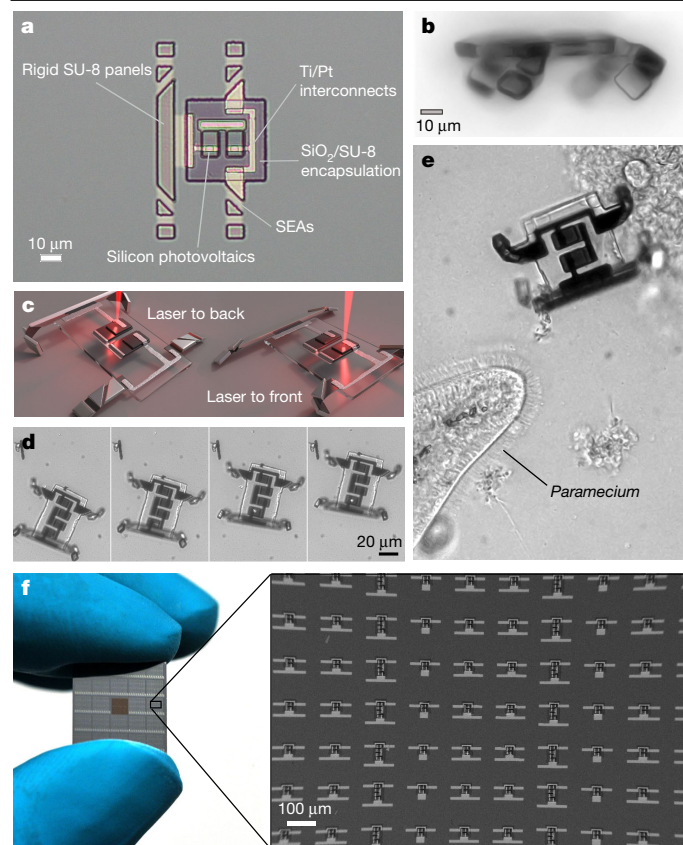 a
Rigid SU-8 panels
Ti/Pt
interconnects
SiO2/SU-8
encapsulation
SEAs
Silicon photovoltaics
10 μm
b
10 μm
c
Laser to back
Laser to front
d
20 μm
e
Paramecium
f
100 μm